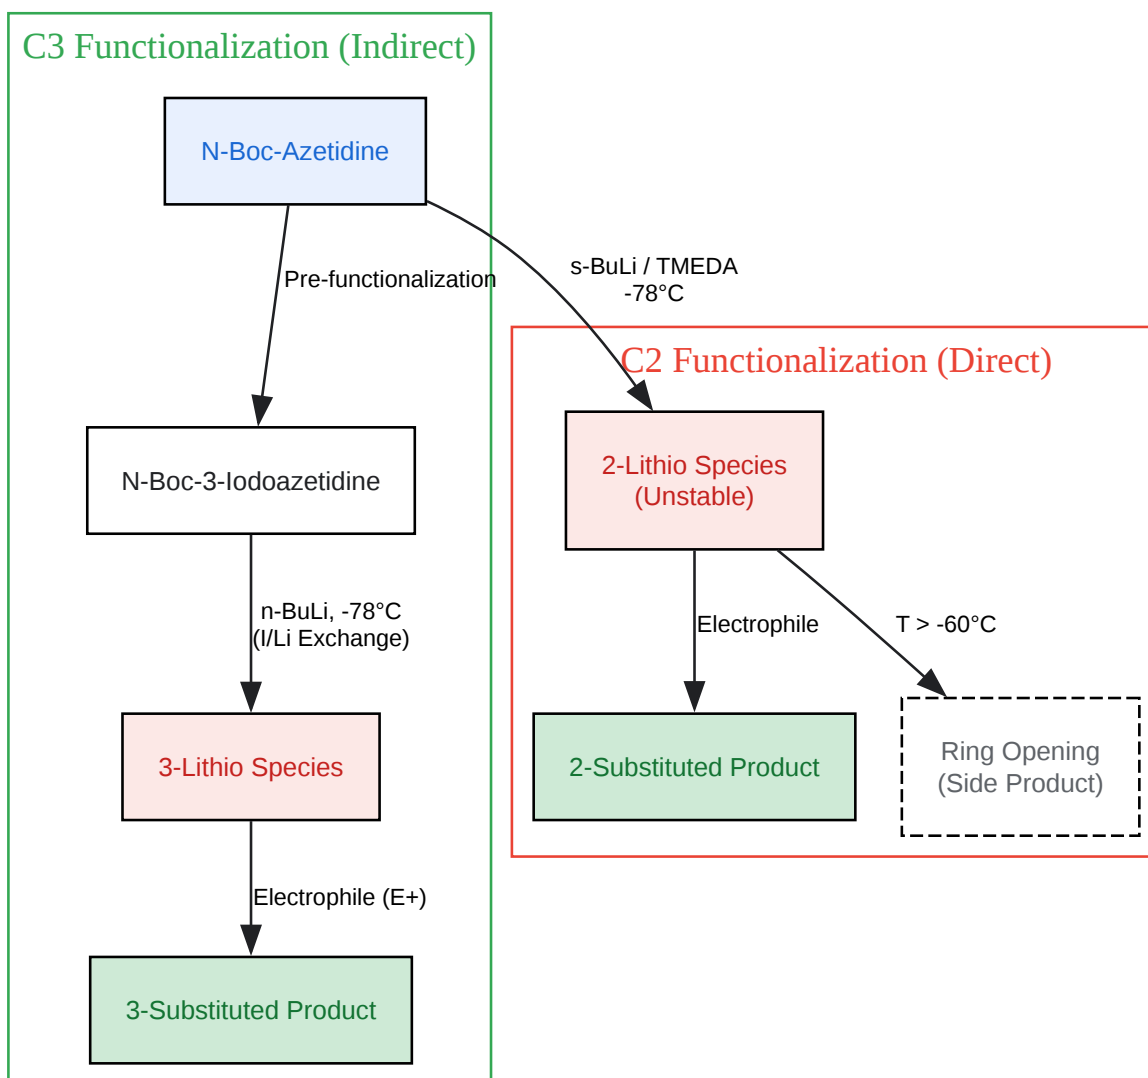 C3 Functionalization (Indirect)
N-Boc-Azetidine
Pre-functionalization
s-BuLi / TMEDA
-78°C
C2 Functionalization (Direct)
N-Boc-3-Iodoazetidine
2-Lithio Species
(Unstable)
n-BuLi, -78°C
(I/Li Exchange)
Electrophile
T > -60°C
3-Lithio Species
2-Substituted Product
Ring Opening
(Side Product)
Electrophile (E+)
3-Substituted Product